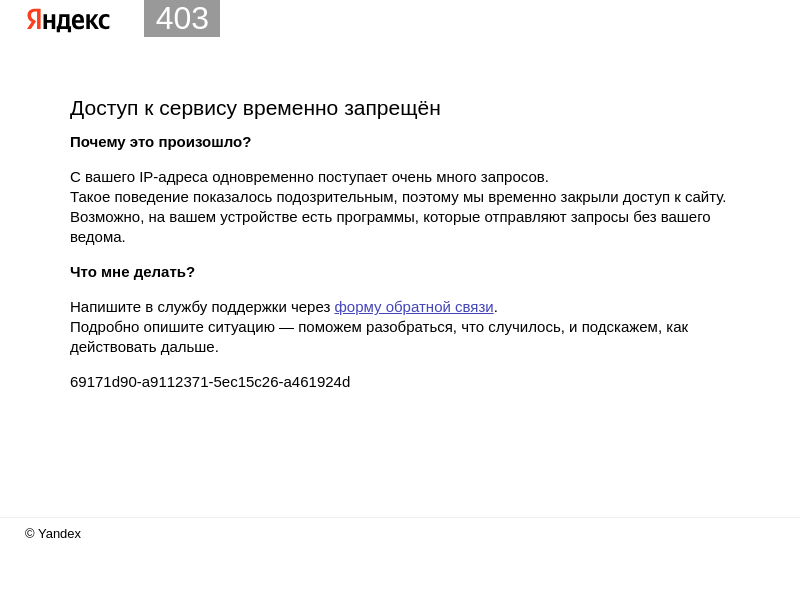 Яндекс
403
Доступ к сервису временно запрещён
Почему это произошло?
С вашего IP-адреса одновременно поступает очень много запросов.
Такое поведение показалось подозрительным, поэтому мы временно закрыли доступ к сайту.
Возможно, на вашем устройстве есть программы, которые отправляют запросы без вашего
ведома.
Что мне делать?
Напишите в службу поддержки через форму обратной связи.
Подробно опишите ситуацию — поможем разобраться, что случилось, и подскажем, как
действовать дальше.
69171d90-a9112371-5ec15c26-a461924d
© Yandex